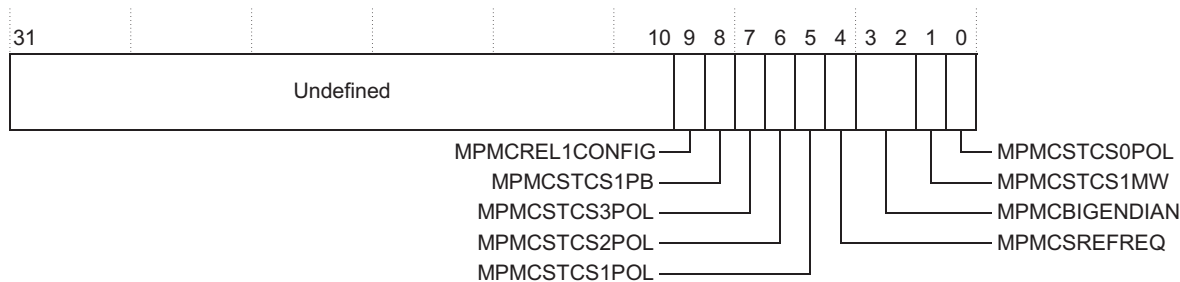 31 10 9 8 7 6 5 4 3 2 1 0
Undefined
MPMCREL1CONFIG MPMCSTCS0POL
MPMCSTCS1PB MPMCSTCS1MW
MPMCSTCS3POL MPMCBIGENDIAN
MPMCSTCS2POL MPMCSREFREQ
MPMCSTCS1POL